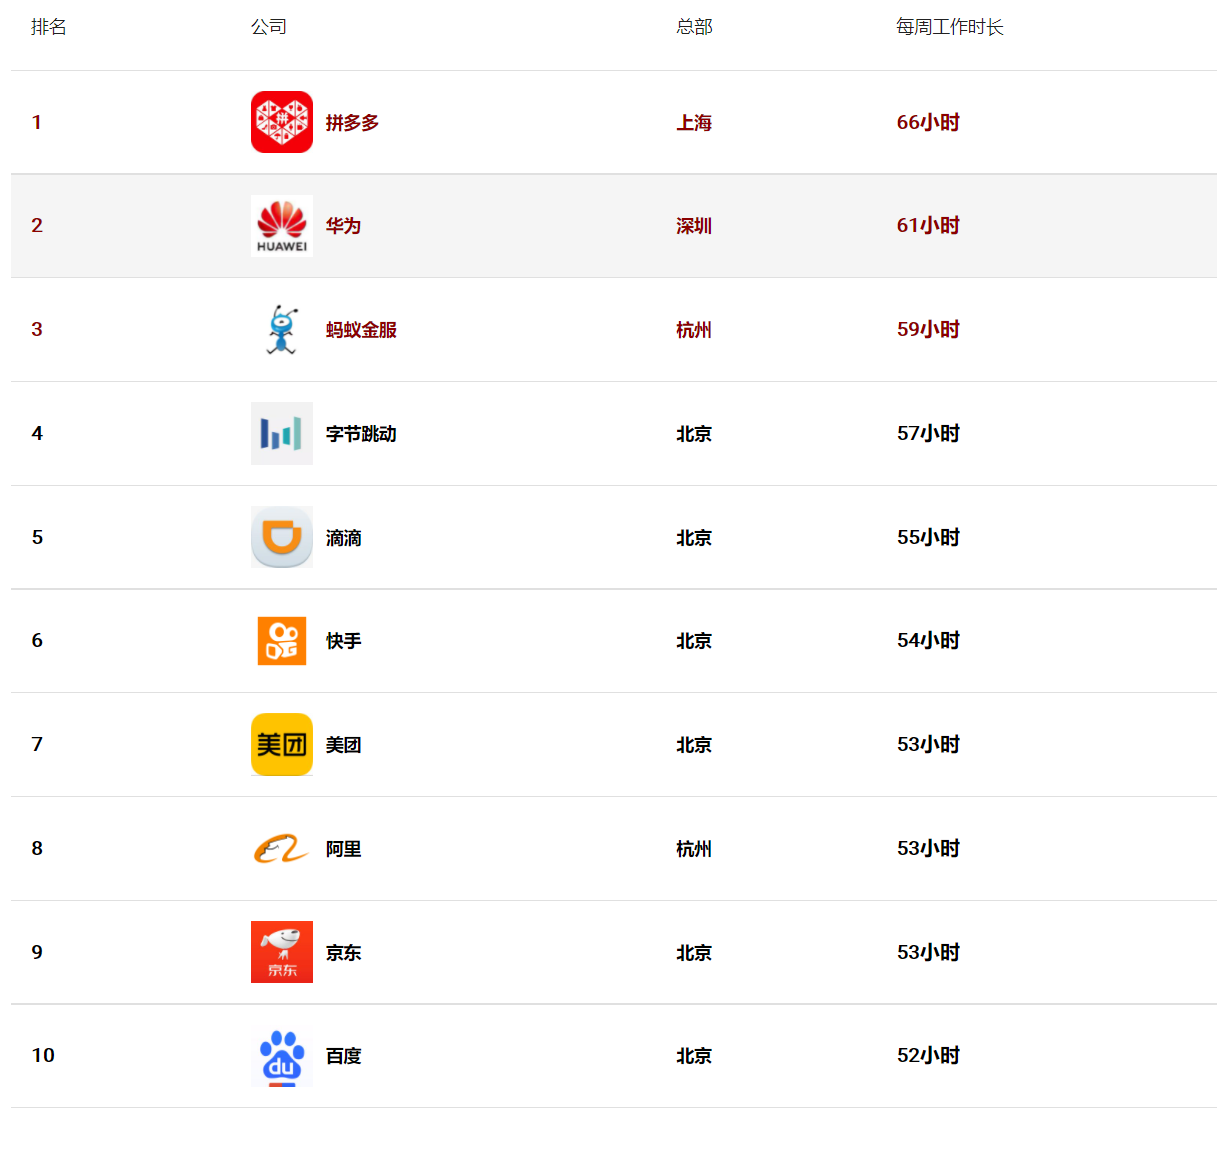 排名 公司 总部 每周工作时长
1 拼 拼多多 上海 66小时
2 HUAWEI 华为 深圳 61小时
3 蚂蚁金服 杭州 59小时
4 字节跳动 北京 57小时
5 滴滴 北京 55小时
6 快手 北京 54小时
7 美团 美团 北京 53小时
8 阿里 杭州 53小时
9 京东 京东 北京 53小时
10 du 百度 北京 52小时